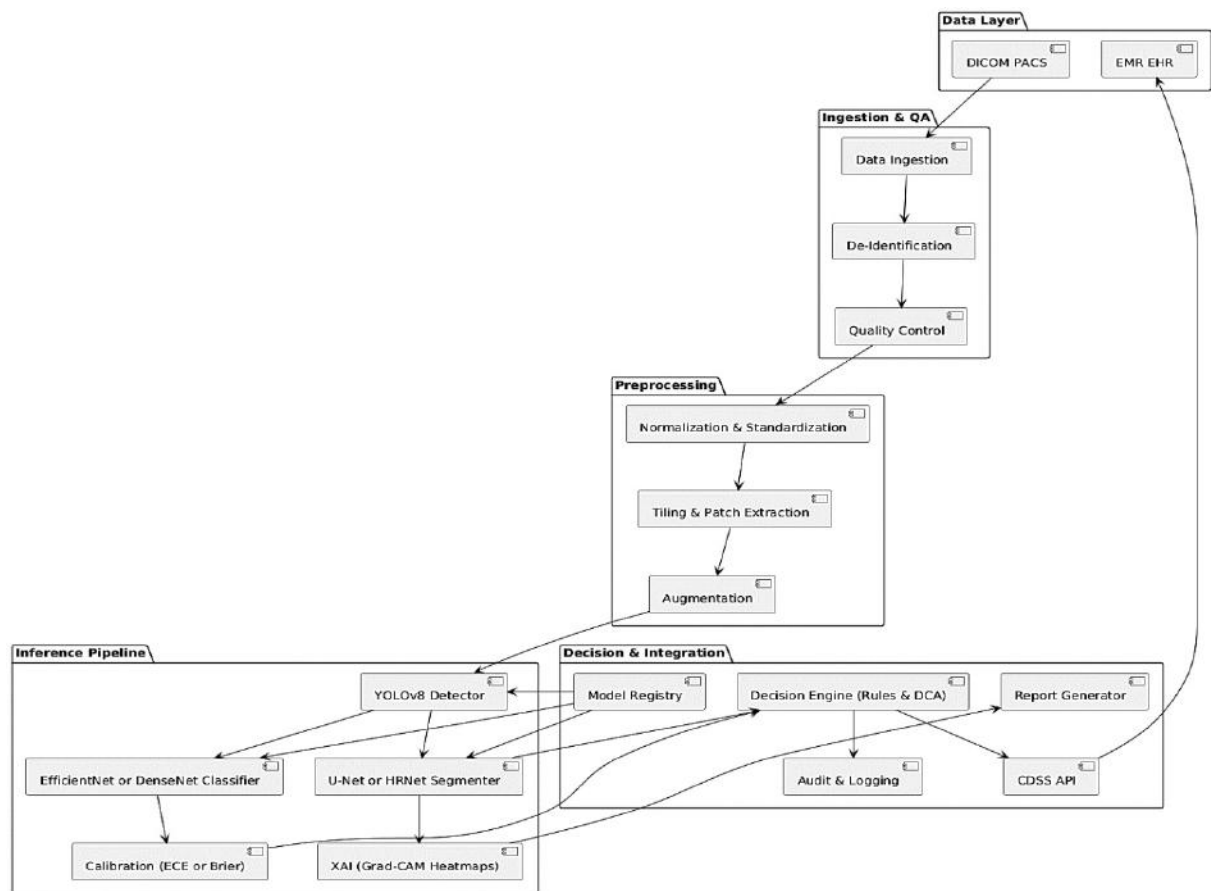 Data Layer
DICOM PACS
EMR EHR
Ingestion & QA
Data Ingestion
De-Identification
Quality Control
Preprocessing
Normalization & Standardization
Tiling & Patch Extraction
Augmentation
Inference Pipeline
YOLOv8 Detector
EfficientNet or DenseNet Classifier
U-Net or HRNet Segmenter
Calibration (ECE or Brier)
XAI (Grad-CAM Heatmaps)
Decision & Integration
Model Registry
Decision Engine (Rules & DCA)
Report Generator
Audit & Logging
CDSS API